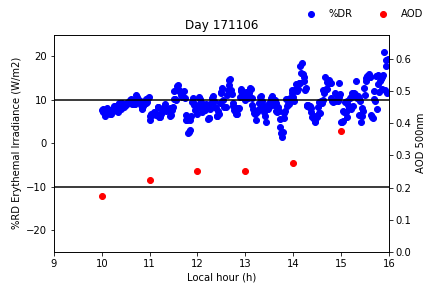 %DR AOD
Day 171106
%RD Erythermal Irradiance (W/m2)
20
10
0
−10
−20
9 10 11 12 13 14 15 16
Local hour (h)
0.6
0.5
0.4
0.3
0.2
0.1
0.0
AOD 500nm